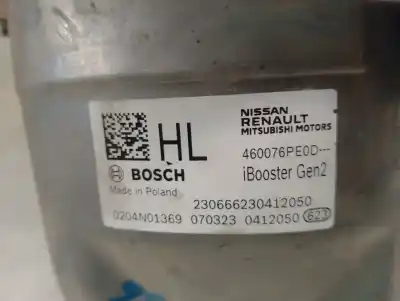 HL
NISSAN
RENAULT
MITSUBISHI MOTORS
460076PE0D---
BOSCH
iBooster Gen2
Made in Poland
230666230412050
0204N01369 070323 0412050 623